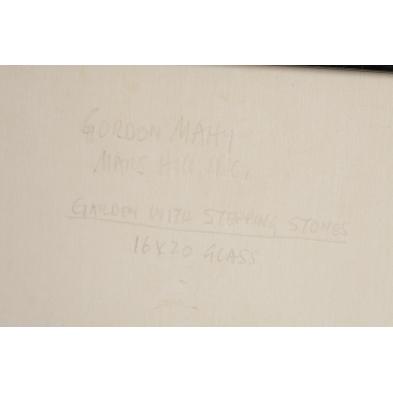 GORDON MAHY
MARS HILL N.C.
GARDEN WITH STEPPING STONES
16X20 GLASS